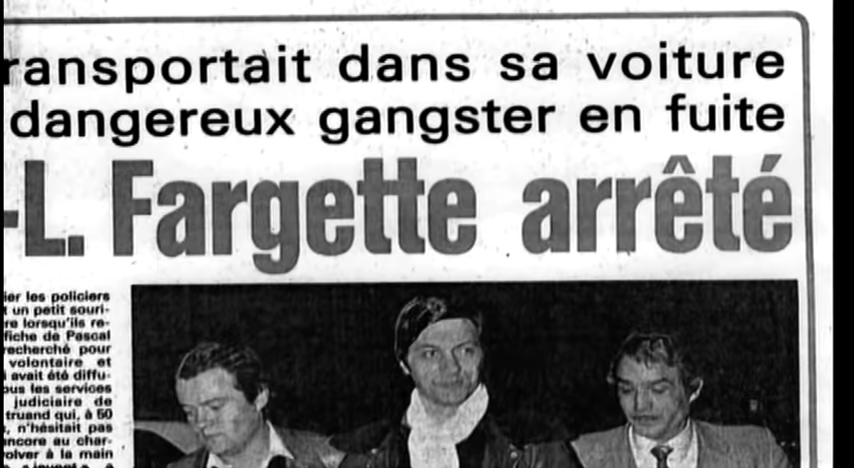 ransportait dans sa voiture
dangereux gangster en fuite
-L. Fargette arrêté
ier les policiers
un petit souri-
re lorsqu'ils re-
fiche de Pascal
recherché pour
volontaire et
avait été diffu-
ous les services
judiciaire de
truand qui, à 50
, n'hésitait pas
ncore au char-
volver à la main